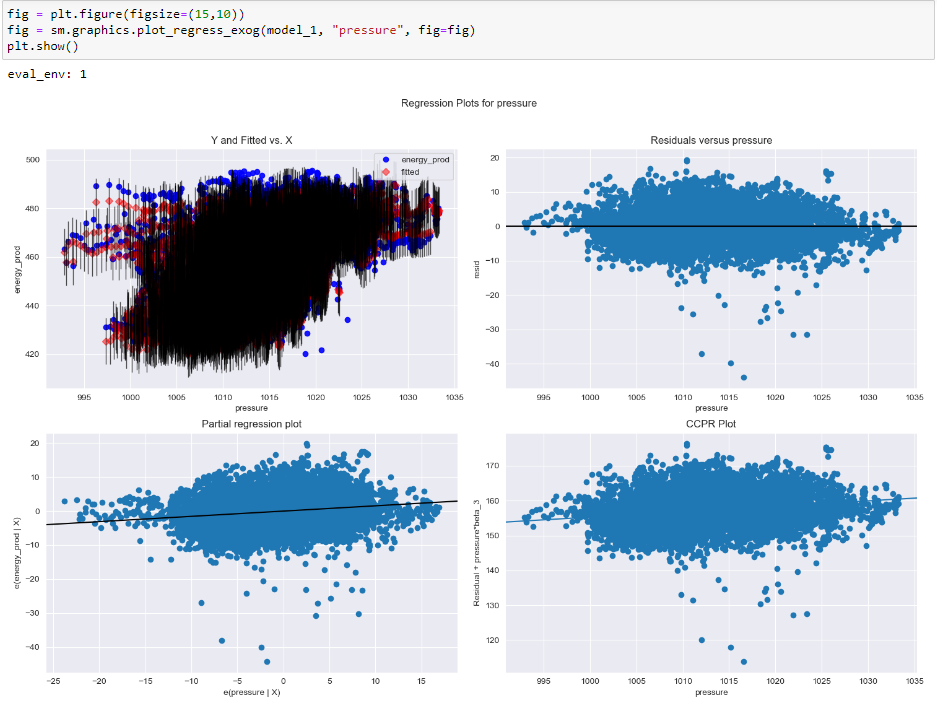 fig = plt.figure(figsize=(15,10))
fig = sm.graphics.plot_regress_exog(model_1, "pressure", fig=fig)
plt.show()
eval_env: 1
Regression Plots for pressure
Y and Fitted vs. X
energy_prod
fitted
500
480
460
440
420
energy_prod
995 1000 1005 1010 1015 1020 1025 1030 1035
pressure
Residuals versus pressure
20
10
0
−10
−20
−30
−40
resid
995 1000 1005 1010 1015 1020 1025 1030 1035
pressure
Partial regression plot
20
10
0
−10
−20
−30
−40
e(energy_prod | X)
−25 −20 −15 −10 −5 0 5 10 15
e(pressure | X)
CCPR Plot
170
160
150
140
130
120
Residual + pressure*beta_3
995 1000 1005 1010 1015 1020 1025 1030 1035
pressure